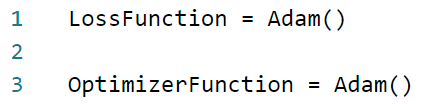 1 LossFunction = Adam()
2
3 OptimizerFunction = Adam()